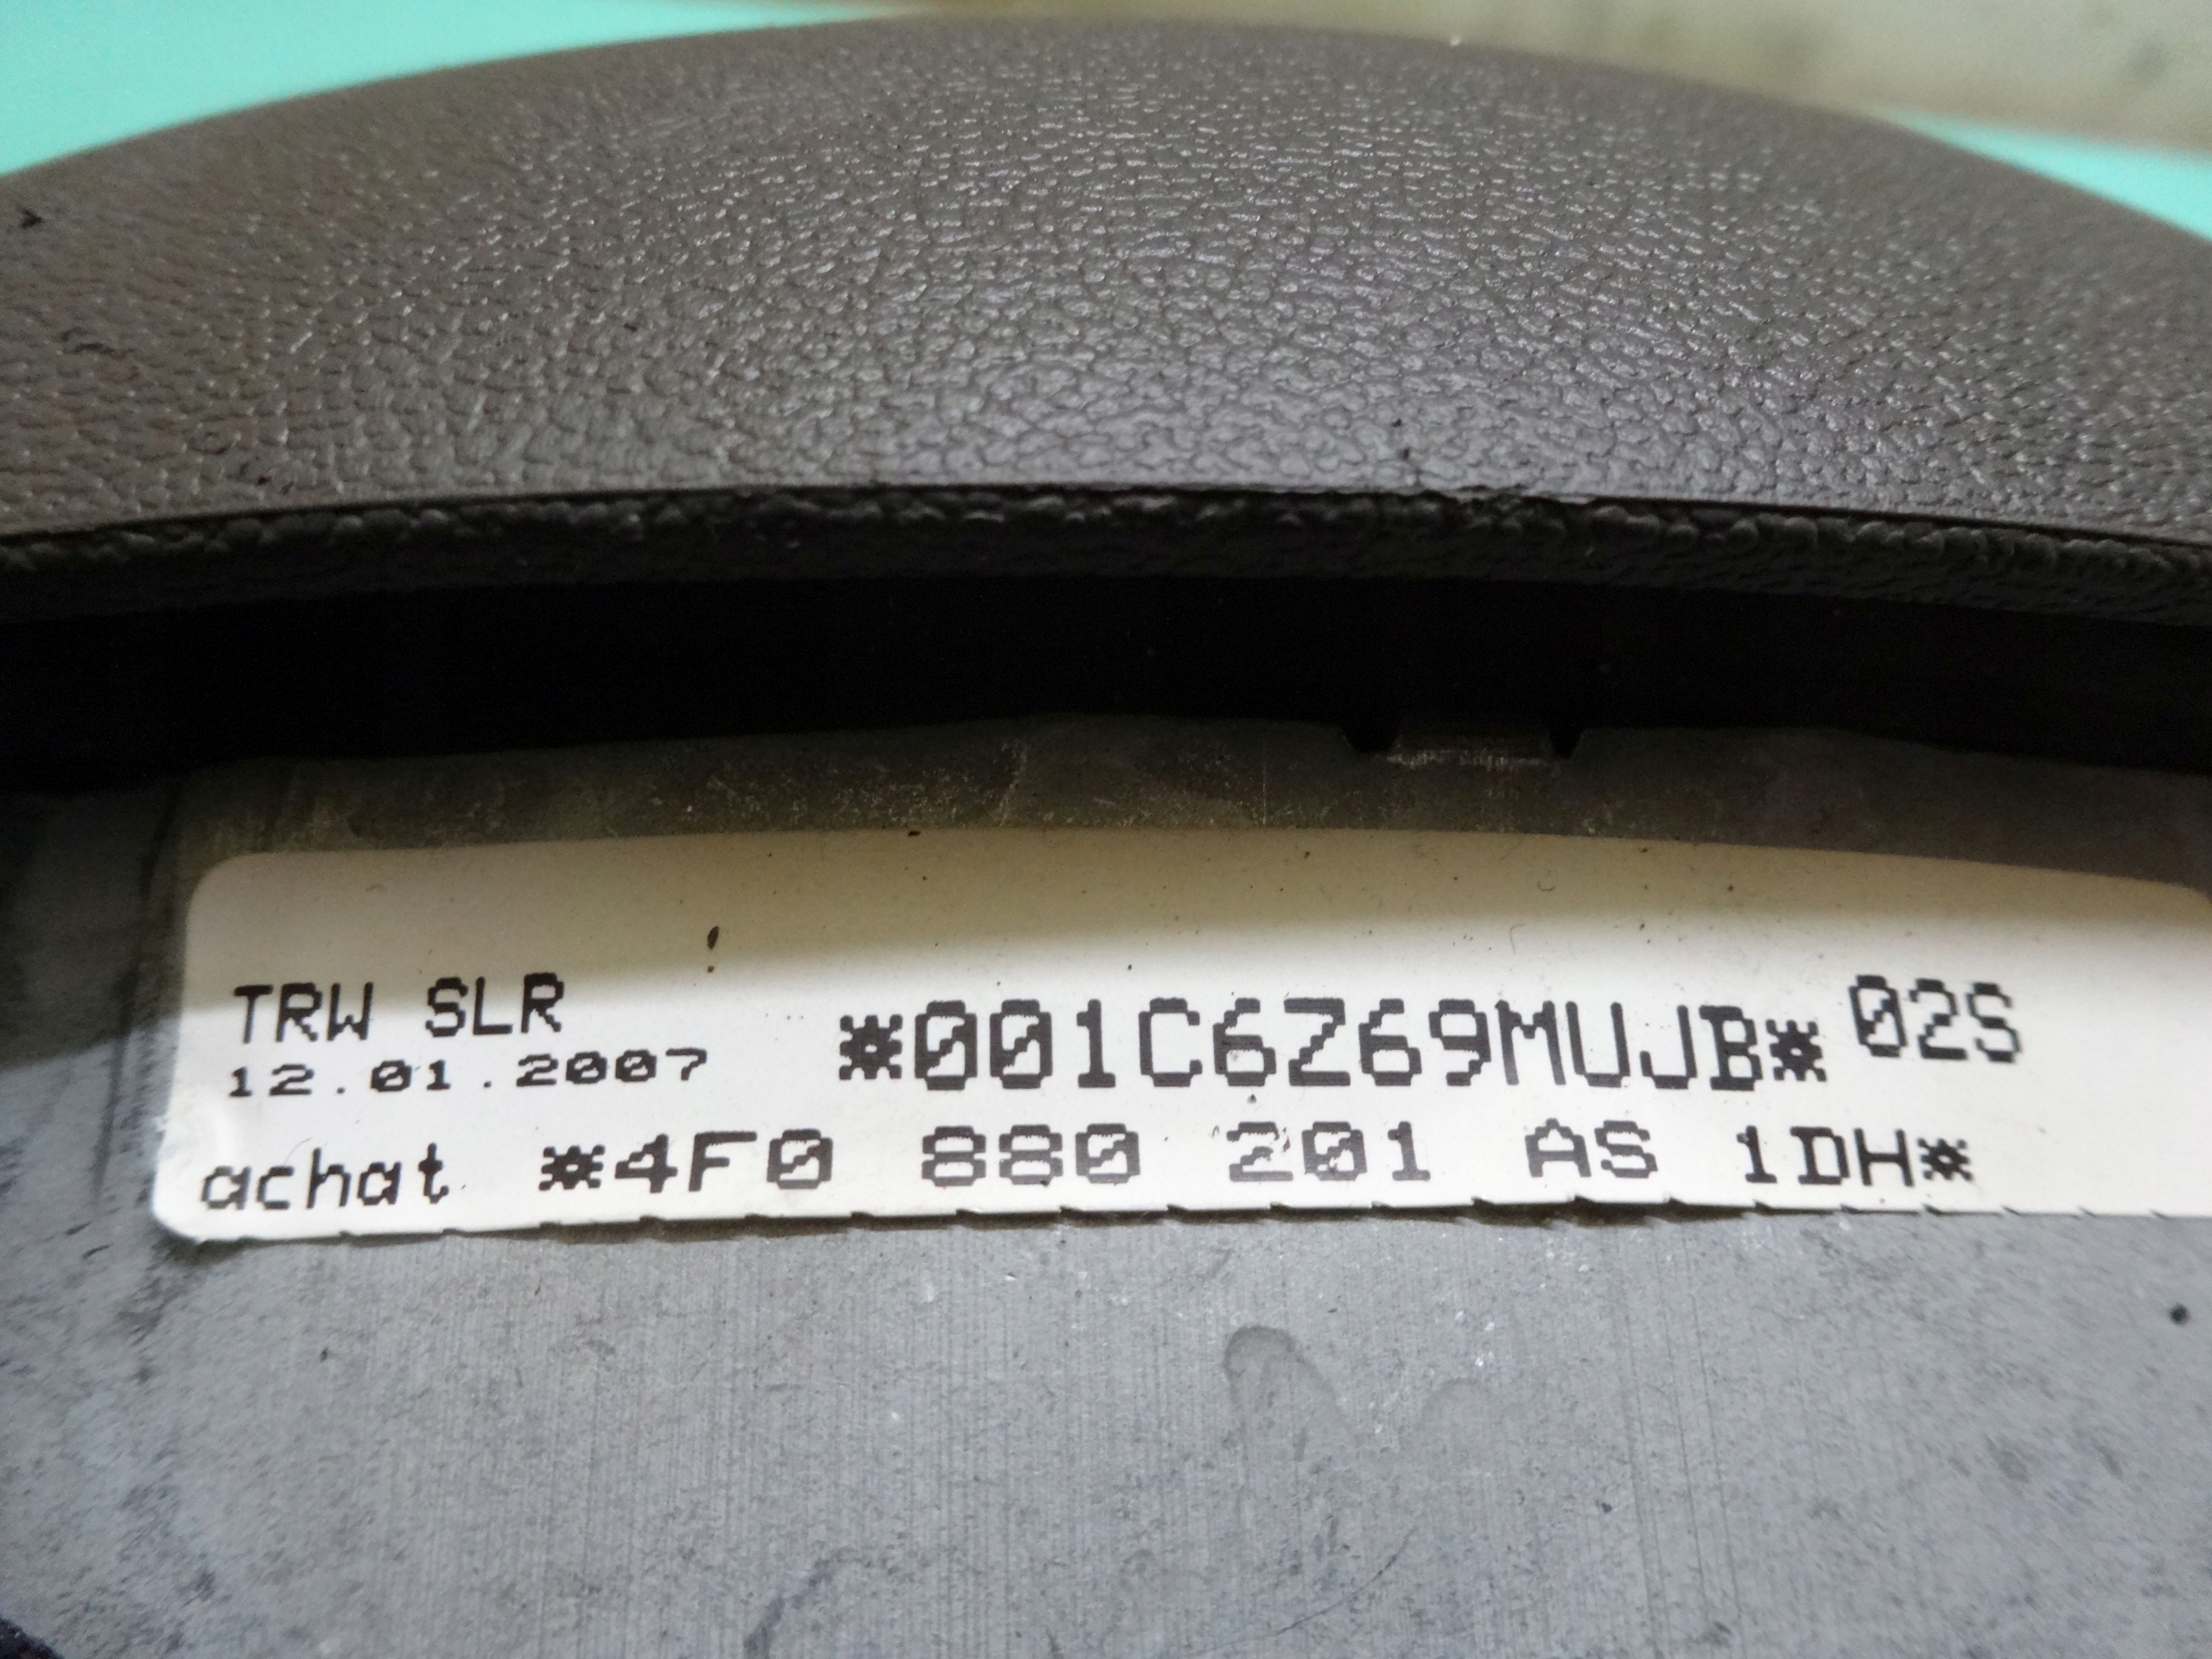 TRW SLR
12.01.2007
*001C6Z69MUJB* 02S
achat *4F0 880 201 AS 1DH*